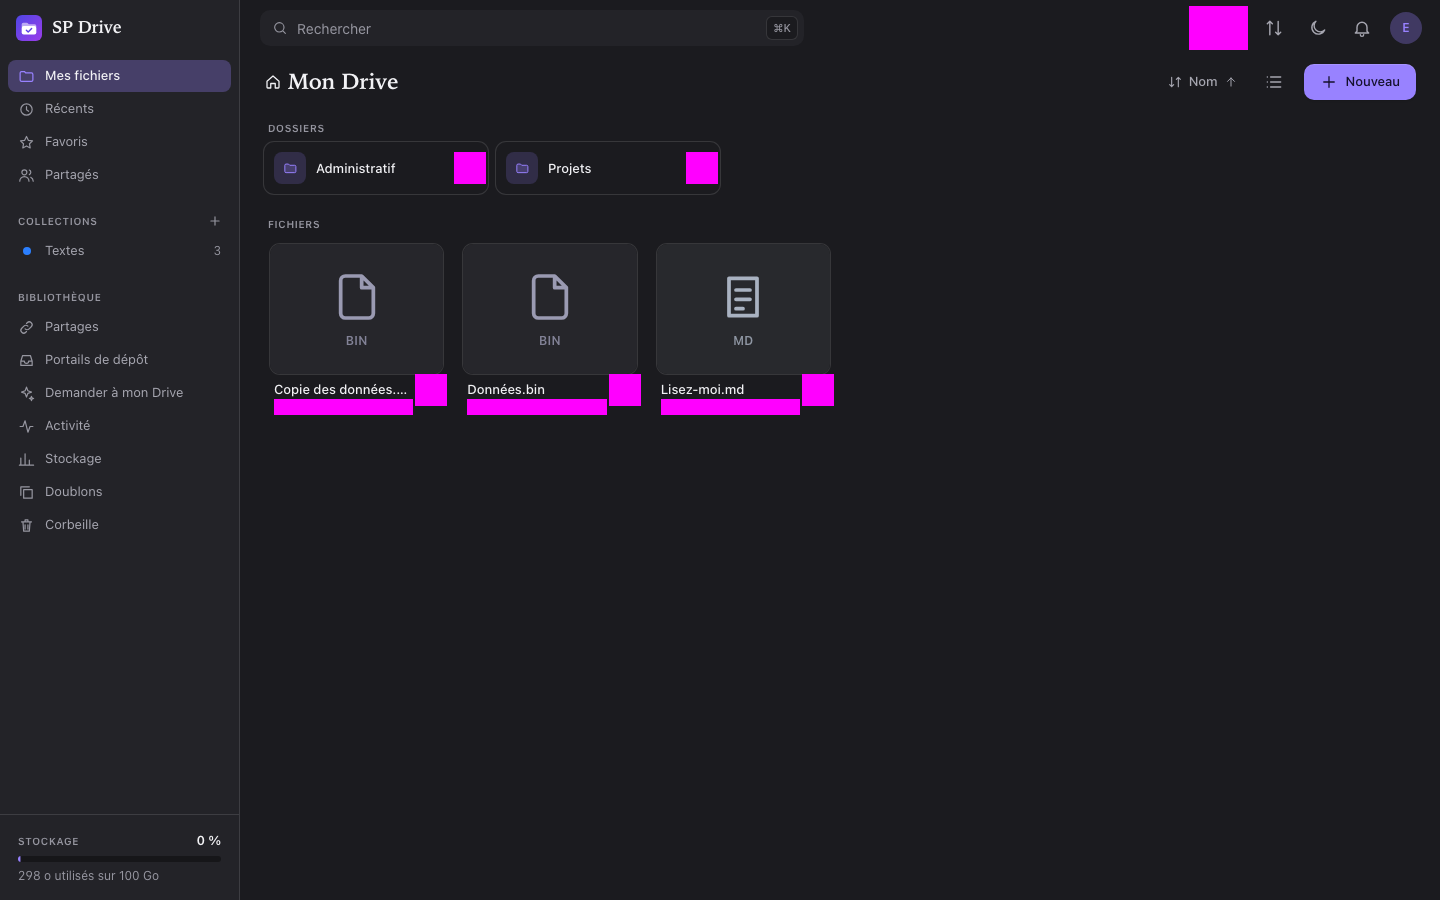 SP Drive
Rechercher
⌘K
E
Mes fichiers
Récents
Favoris
Partagés
COLLECTIONS
Textes
3
BIBLIOTHÈQUE
Partages
Portails de dépôt
Demander à mon Drive
Activité
Stockage
Doublons
Corbeille
STOCKAGE
0 %
298 o utilisés sur 100 Go
Mon Drive
Nom
Nouveau
DOSSIERS
Administratif
Projets
FICHIERS
BIN
BIN
MD
Copie des données....
Données.bin
Lisez-moi.md